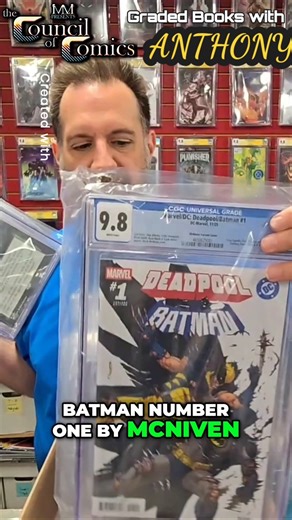 the
MM
PRESENTS
Council
of
Comics
Graded Books with
ANTHONY
Created with
PUNISHER
CGC UNIVERSAL GRADE
9.8
Marvel/DC: Deadpool/Batman #1
MARVEL
#1
DEADPOOL
DC
BATMAN
BATMAN NUMBER
ONE BY MCNIVEN